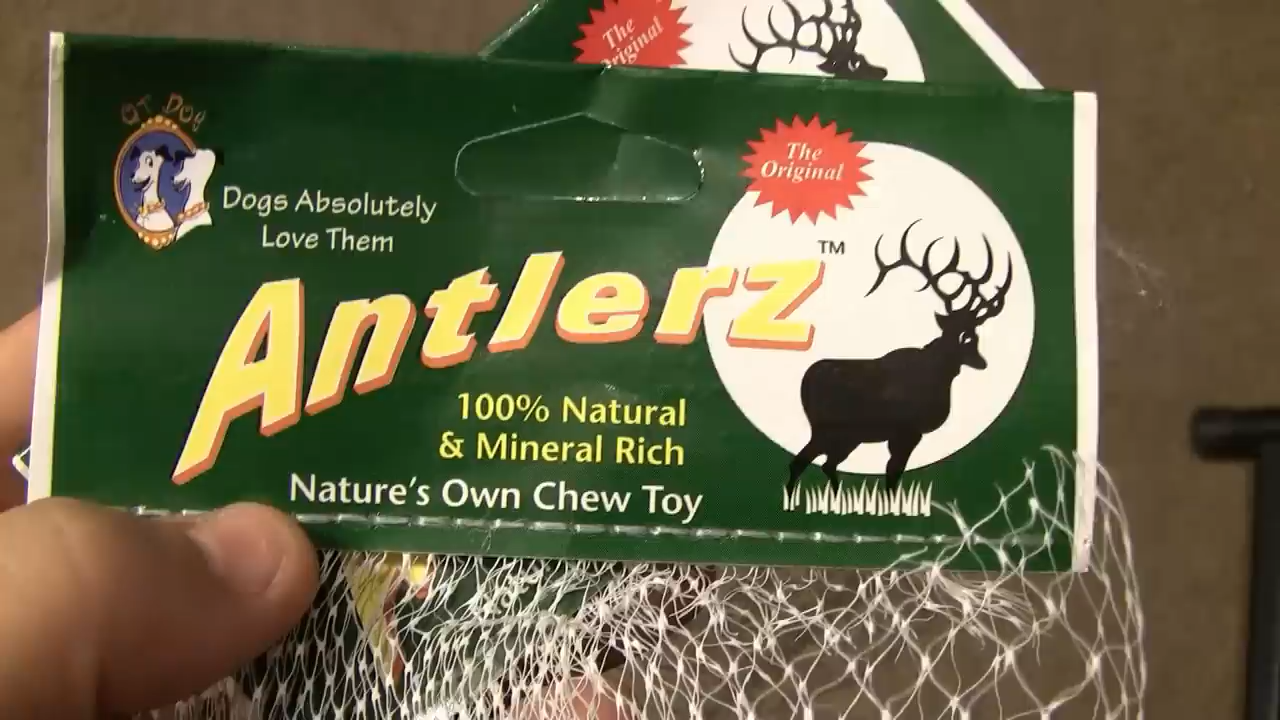 The
Original
QT Dog
The
Original
Dogs Absolutely
Love Them
Antlerz™
100% Natural
& Mineral Rich
Nature's Own Chew Toy